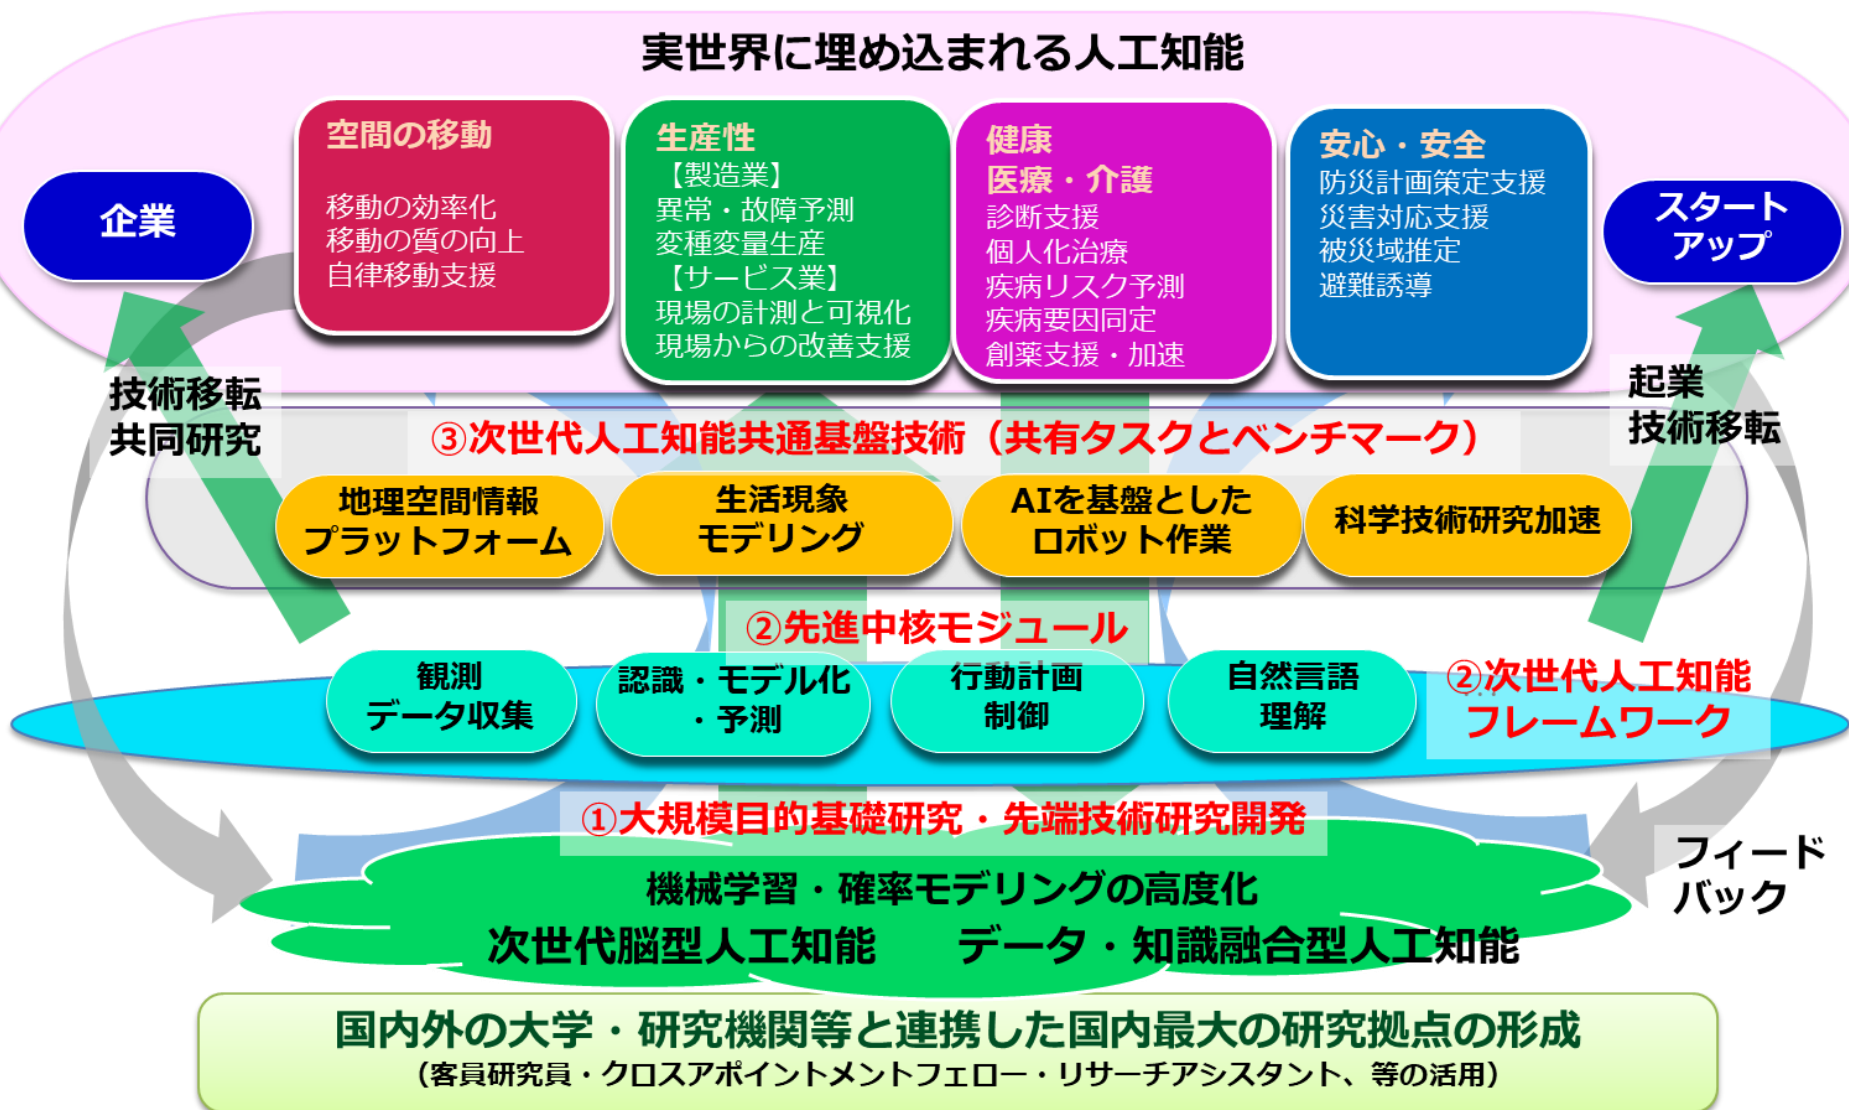 実世界に埋め込まれる人工知能
企業
空間の移動
移動の効率化
移動の質の向上
自律移動支援
生産性
【製造業】
異常・故障予測
変種変量生産
【サービス業】
現場の計測と可視化
現場からの改善支援
健康
医療・介護
診断支援
個人化治療
疾病リスク予測
疾病要因同定
創薬支援・加速
安心・安全
防災計画策定支援
災害対応支援
被災域推定
避難誘導
スタート
アップ
技術移転
共同研究
起業
技術移転
③次世代人工知能共通基盤技術（共有タスクとベンチマーク）
地理空間情報
プラットフォーム
生活現象
モデリング
AIを基盤とした
ロボット作業
科学技術研究加速
②先進中核モジュール
観測
データ収集
認識・モデル化
・予測
行動計画
制御
自然言語
理解
②次世代人工知能
フレームワーク
①大規模目的基礎研究・先端技術研究開発
機械学習・確率モデリングの高度化
次世代脳型人工知能 データ・知識融合型人工知能
フィード
バック
国内外の大学・研究機関等と連携した国内最大の研究拠点の形成
（客員研究員・クロスアポイントメントフェロー・リサーチアシスタント、等の活用）